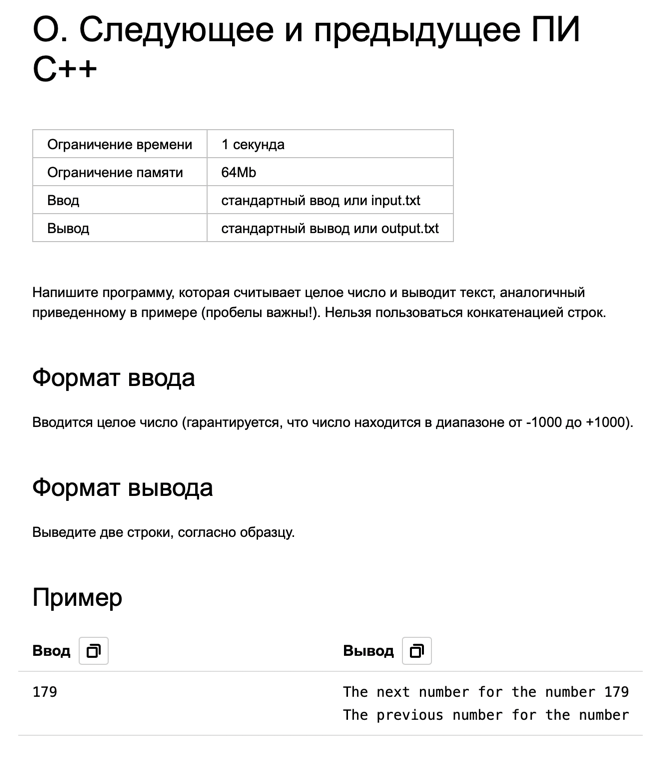 О. Следующее и предыдущее ПИ
C++
Ограничение времени 1 секунда
Ограничение памяти 64Mb
Ввод стандартный ввод или input.txt
Вывод стандартный вывод или output.txt
Напишите программу, которая считывает целое число и выводит текст, аналогичный
приведенному в примере (пробелы важны!). Нельзя пользоваться конкатенацией строк.
Формат ввода
Вводится целое число (гарантируется, что число находится в диапазоне от -1000 до +1000).
Формат вывода
Выведите две строки, согласно образцу.
Пример
Ввод Вывод
179 The next number for the number 179
The previous number for the number